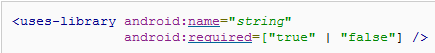 <uses-library android:name="string"
android:required=["true" | "false"] />